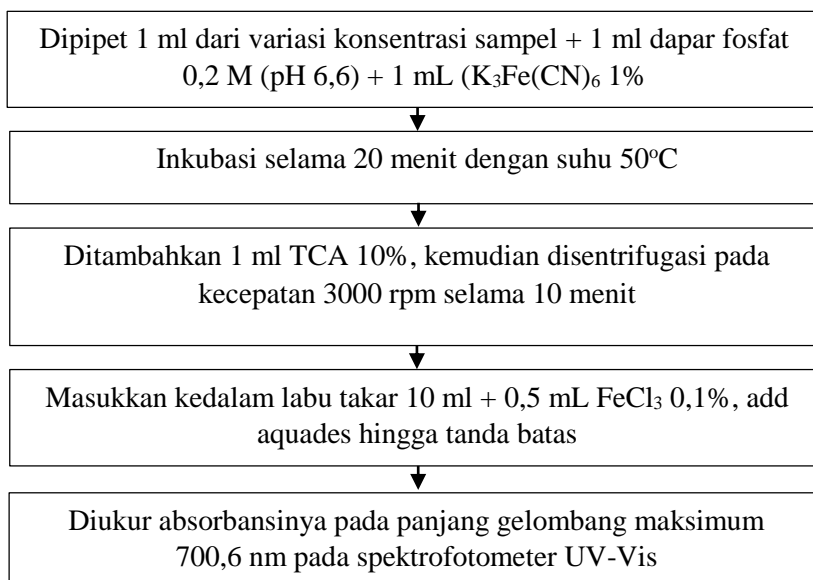 Dipipet 1 ml dari variasi konsentrasi sampel + 1 ml dapar fosfat
0,2 M (pH 6,6) + 1 mL (K₃Fe(CN)₆ 1%
Inkubasi selama 20 menit dengan suhu 50ᵒC
Ditambahkan 1 ml TCA 10%, kemudian disentrifugasi pada
kecepatan 3000 rpm selama 10 menit
Masukkan kedalam labu takar 10 ml + 0,5 mL FeCl₃ 0,1%, add
aquades hingga tanda batas
Diukur absorbansinya pada panjang gelombang maksimum
700,6 nm pada spektrofotometer UV-Vis